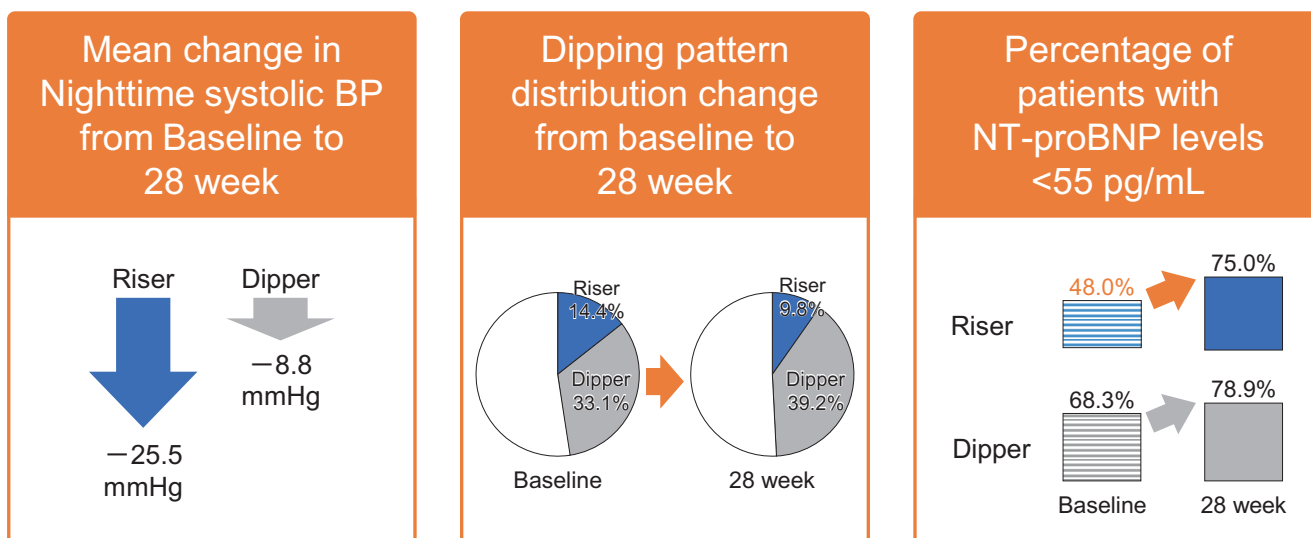 Mean change in
Nighttime systolic BP
from Baseline to
28 week
Riser
Dipper
−8.8
mmHg
−25.5
mmHg
Dipping pattern
distribution change
from baseline to
28 week
Riser
14.4%
Dipper
33.1%
Baseline
Riser
9.8%
Dipper
39.2%
28 week
Percentage of
patients with
NT-proBNP levels
<55 pg/mL
Riser
48.0%
75.0%
Dipper
68.3%
78.9%
Baseline
28 week